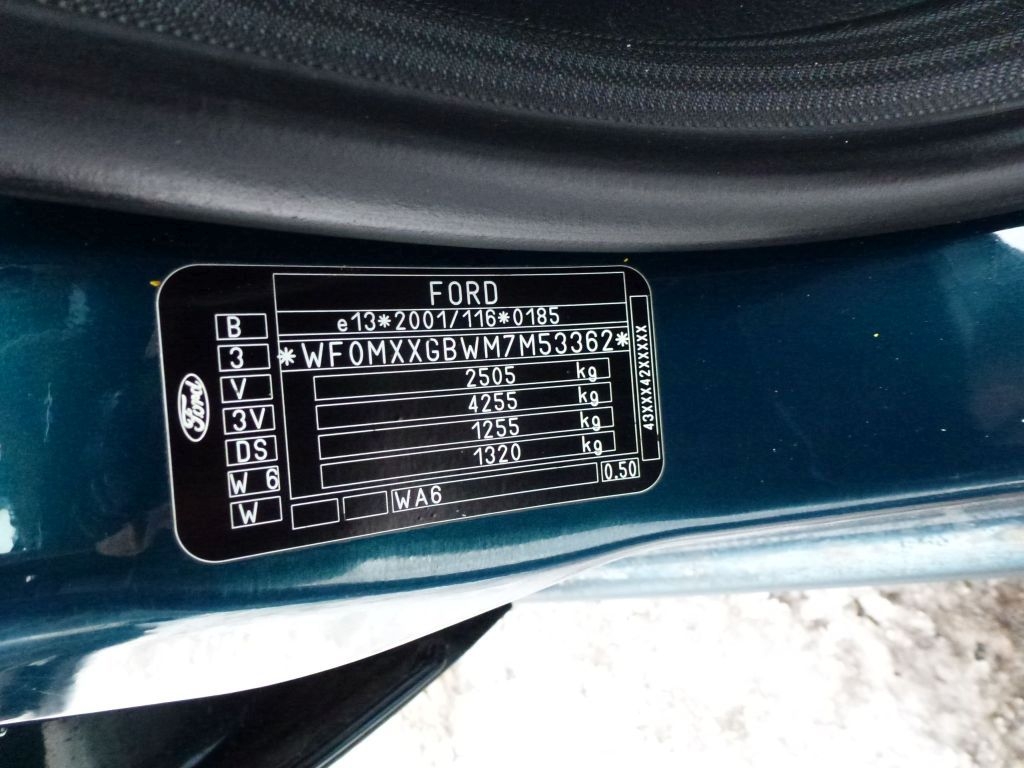 FORD
e13*2001/116*0185
*WF0MXXGBWM7M53362*
2505 kg
4255 kg
1255 kg
1320 kg
WA6
0.50
43XXX42XXXXX
B
3
V
3V
DS
W 6
W
Ford